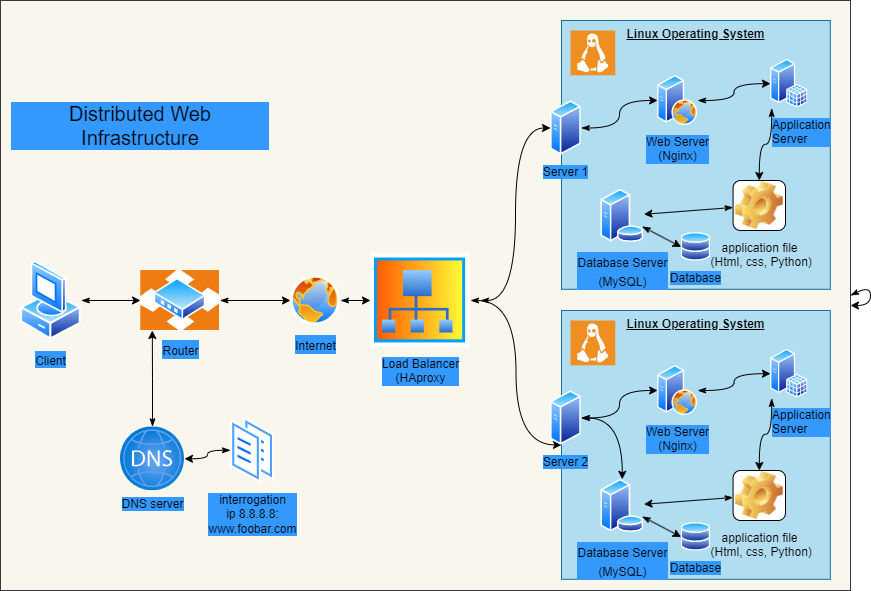 Distributed Web
Infrastructure
Client
Router
DNS
DNS server
interrogation
ip 8.8.8.8:
www.foobar.com
Internet
Load Balancer
(HAproxy
Linux Operating System
Server 1
Web Server
(Nginx)
Application
Server
application file
(Html, css, Python)
Database Server
(MySQL)
Database
Linux Operating System
Server 2
Web Server
(Nginx)
Application
Server
application file
(Html, css, Python)
Database Server
(MySQL)
Database